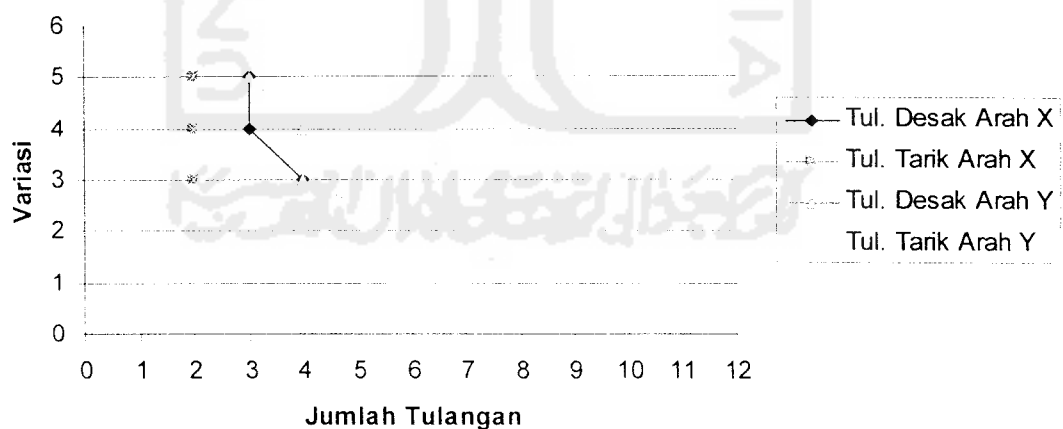 6
5
4
3
2
1
0
Variasi
0 1 2 3 4 5 6 7 8 9 10 11 12
Jumlah Tulangan
Tul. Desak Arah X
Tul. Tarik Arah X
Tul. Desak Arah Y
Tul. Tarik Arah Y